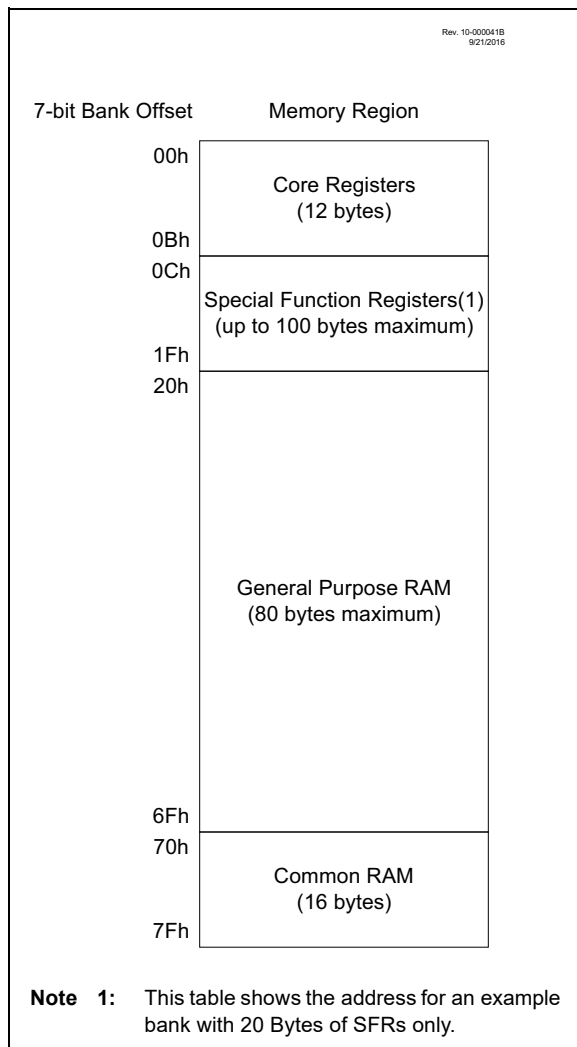 Rev. 10-000041B
9/21/2016
7-bit Bank Offset Memory Region
00h
Core Registers
(12 bytes)
0Bh
0Ch
Special Function Registers(1)
(up to 100 bytes maximum)
1Fh
20h
General Purpose RAM
(80 bytes maximum)
6Fh
70h
Common RAM
(16 bytes)
7Fh
Note 1: This table shows the address for an example
bank with 20 Bytes of SFRs only.